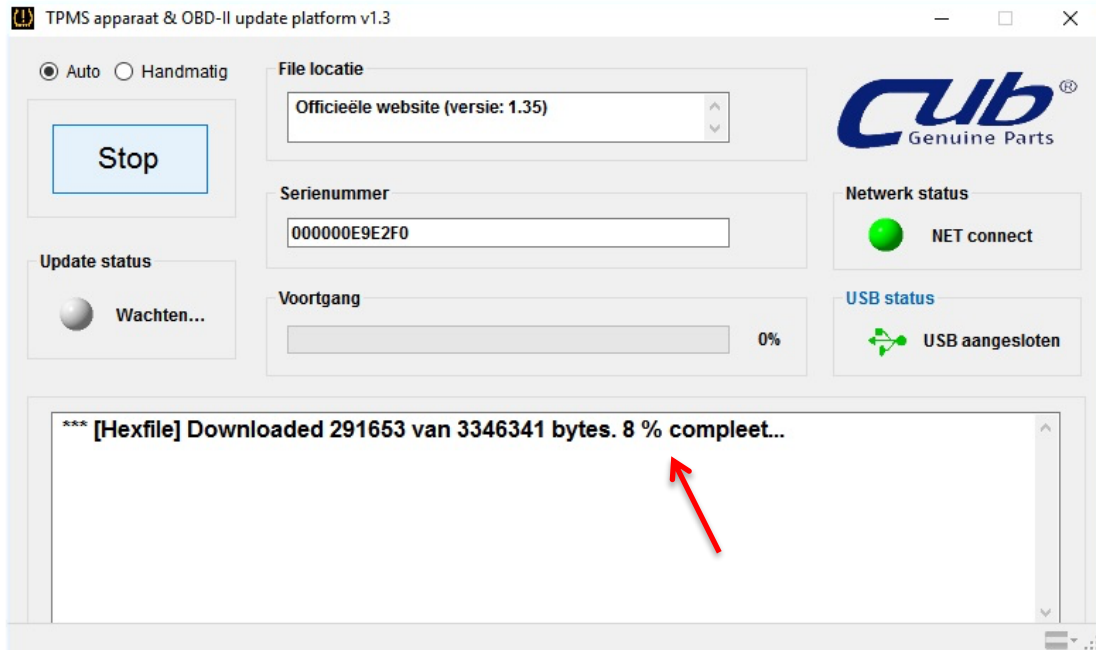 TPMS apparaat & OBD-II update platform v1.3
Auto
Handmatig
Stop
File locatie
Officieële website (versie: 1.35)
cub®
Genuine Parts
Serienummer
000000E9E2F0
Netwerk status
NET connect
Update status
Wachten...
Voortgang
0%
USB status
USB aangesloten
*** [Hexfile] Downloaded 291653 van 3346341 bytes. 8 % compleet...